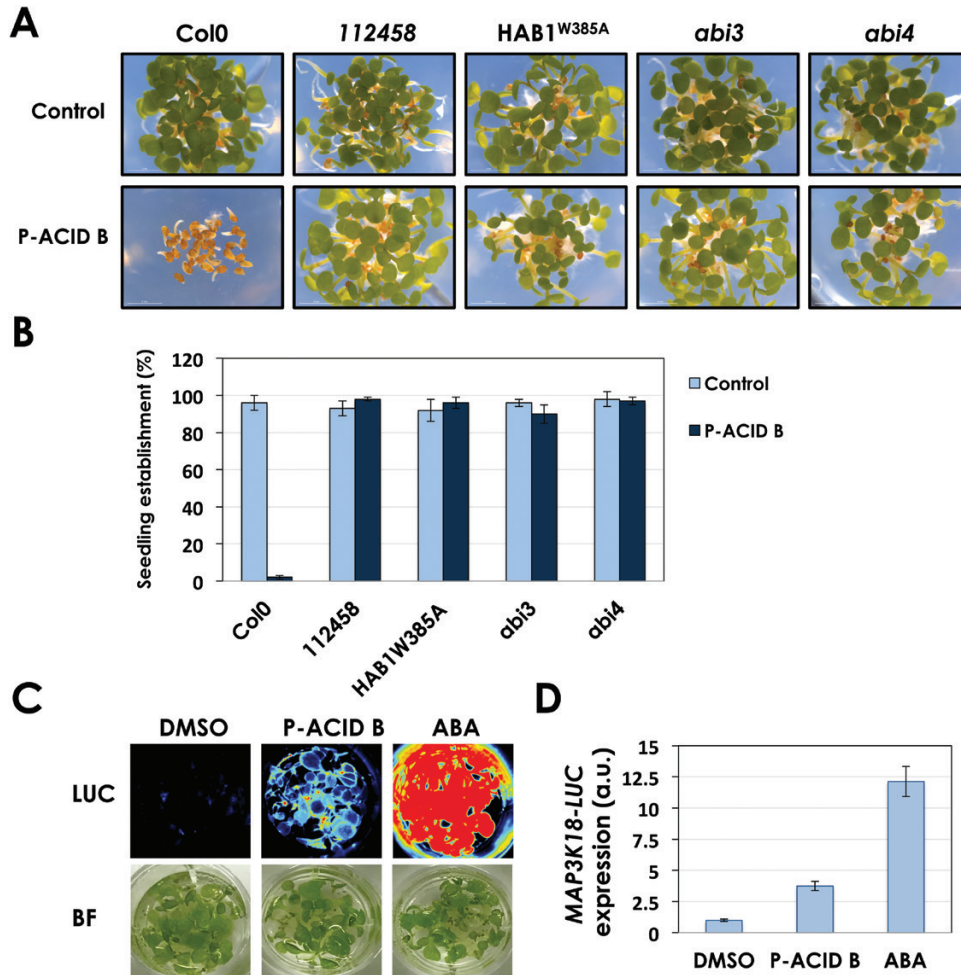 A
Col0 112458 HAB1W385A abi3 abi4
Control
P-ACID B
B
120
100
80
60
40
20
0
Seedling establishment (%)
Control
P-ACID B
Col0 112458 HAB1W385A abi3 abi4
C
DMSO P-ACID B ABA
LUC
BF
D
MAP3K18-LUC
expression (a.u.)
15
12.5
10
7.5
5
2.5
0
DMSO P-ACID B ABA